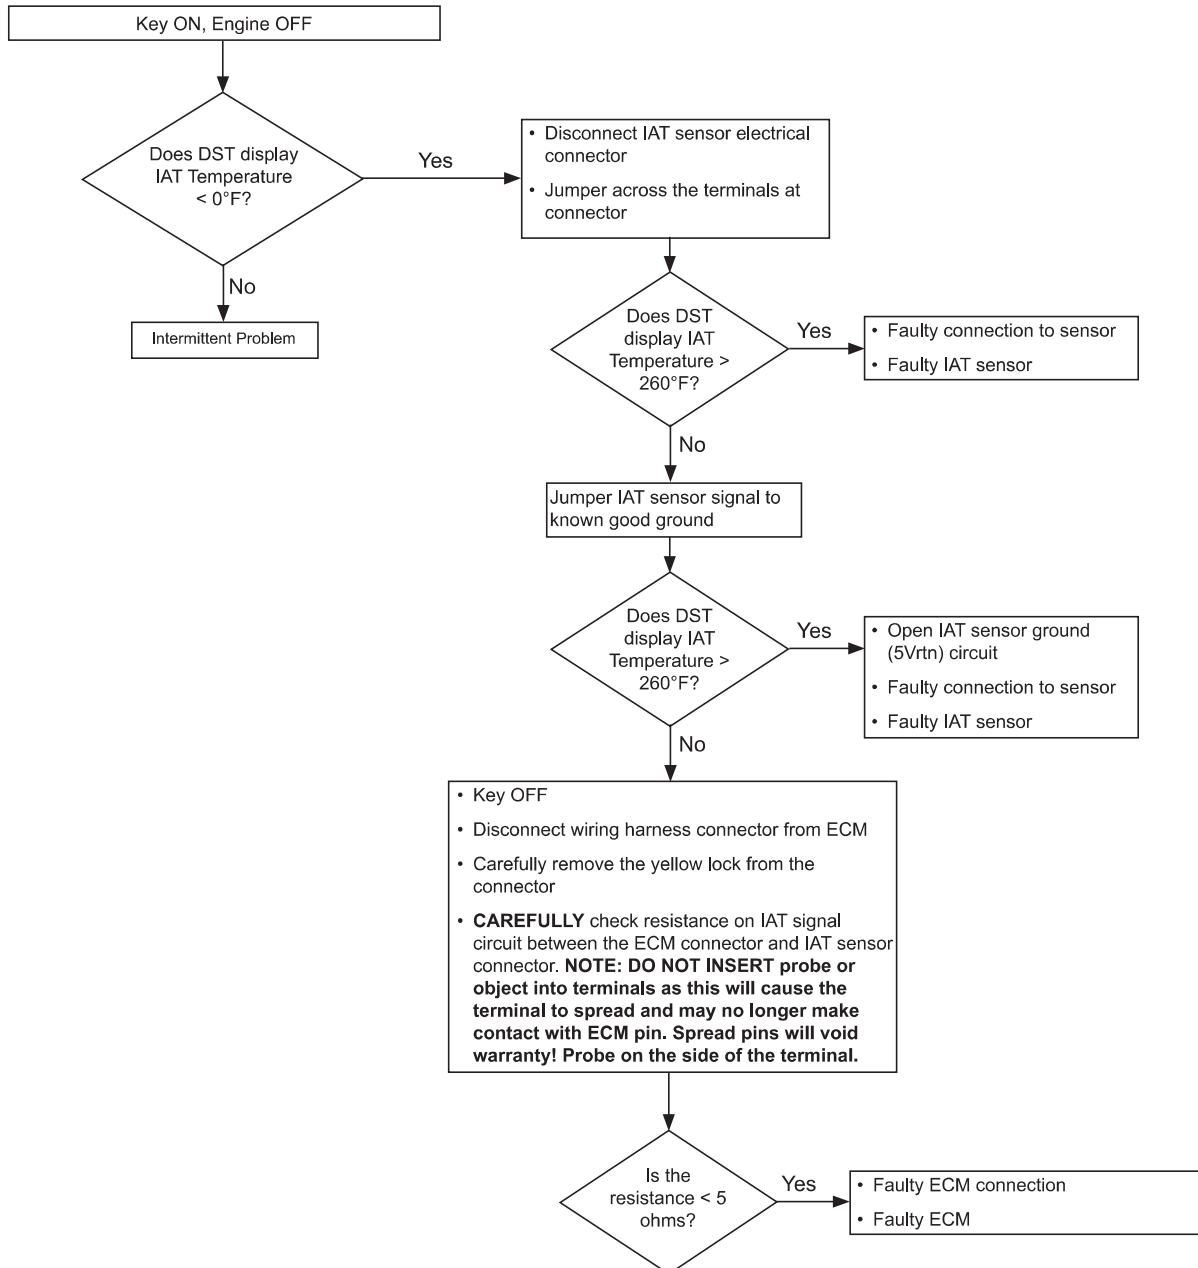 Key ON, Engine OFF
Does DST display
IAT Temperature
< 0°F?
Yes
• Disconnect IAT sensor electrical
connector
• Jumper across the terminals at
connector
No
Intermittent Problem
Does DST
display IAT
Temperature >
260°F?
Yes
• Faulty connection to sensor
• Faulty IAT sensor
No
Jumper IAT sensor signal to
known good ground
Does DST
display IAT
Temperature >
260°F?
Yes
• Open IAT sensor ground
(5Vrtn) circuit
• Faulty connection to sensor
• Faulty IAT sensor
No
• Key OFF
• Disconnect wiring harness connector from ECM
• Carefully remove the yellow lock from the
connector
• CAREFULLY check resistance on IAT signal
circuit between the ECM connector and IAT sensor
connector. NOTE: DO NOT INSERT probe or
object into terminals as this will cause the
terminal to spread and may no longer make
contact with ECM pin. Spread pins will void
warranty! Probe on the side of the terminal.
Is the
resistance < 5
ohms?
Yes
• Faulty ECM connection
• Faulty ECM